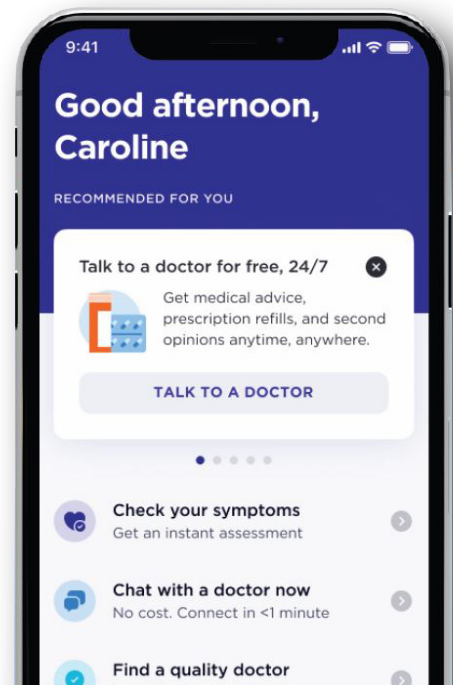 9:41
Good afternoon,
Caroline
RECOMMENDED FOR YOU
Talk to a doctor for free, 24/7
Get medical advice,
prescription refills, and second
opinions anytime, anywhere.
TALK TO A DOCTOR
Check your symptoms
Get an instant assessment
Chat with a doctor now
No cost. Connect in <1 minute
Find a quality doctor